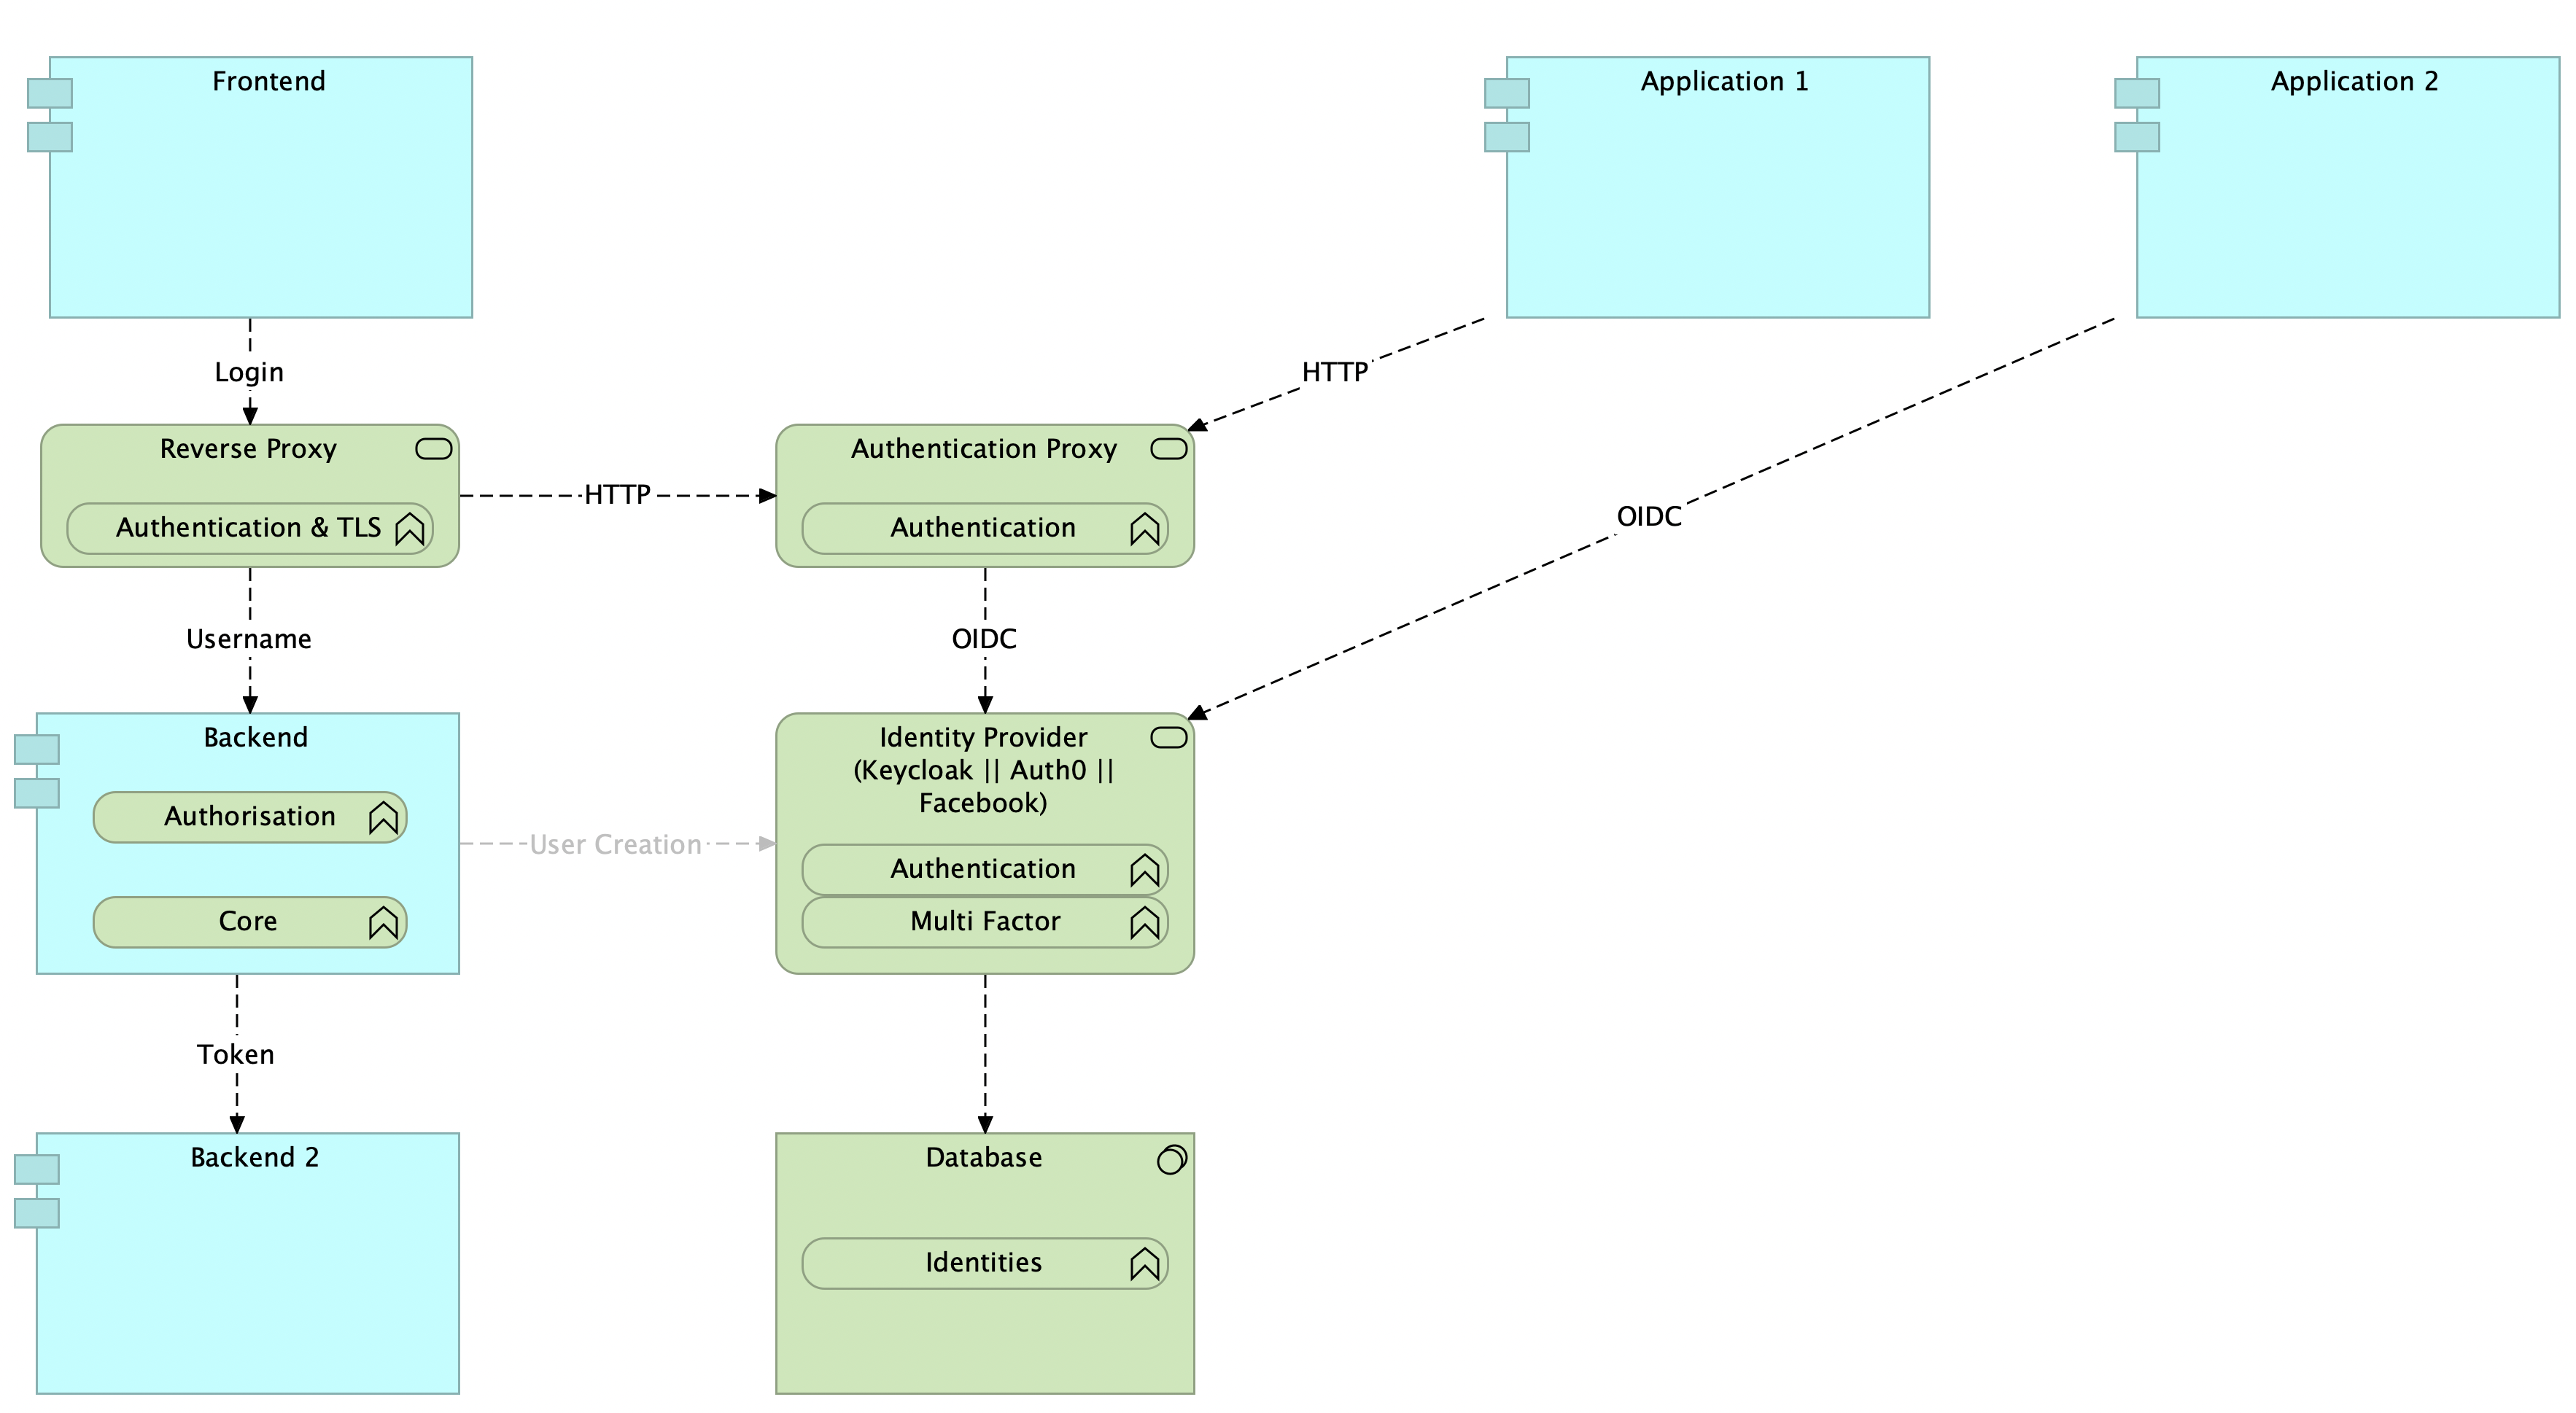 Frontend
Application 1
Application 2
Login
HTTP
Reverse Proxy
Authentication & TLS
HTTP
Authentication Proxy
Authentication
OIDC
Username
OIDC
Backend
Authorisation
Core
User Creation
Identity Provider
(Keycloak || Auth0 ||
Facebook)
Authentication
Multi Factor
Token
Backend 2
Database
Identities